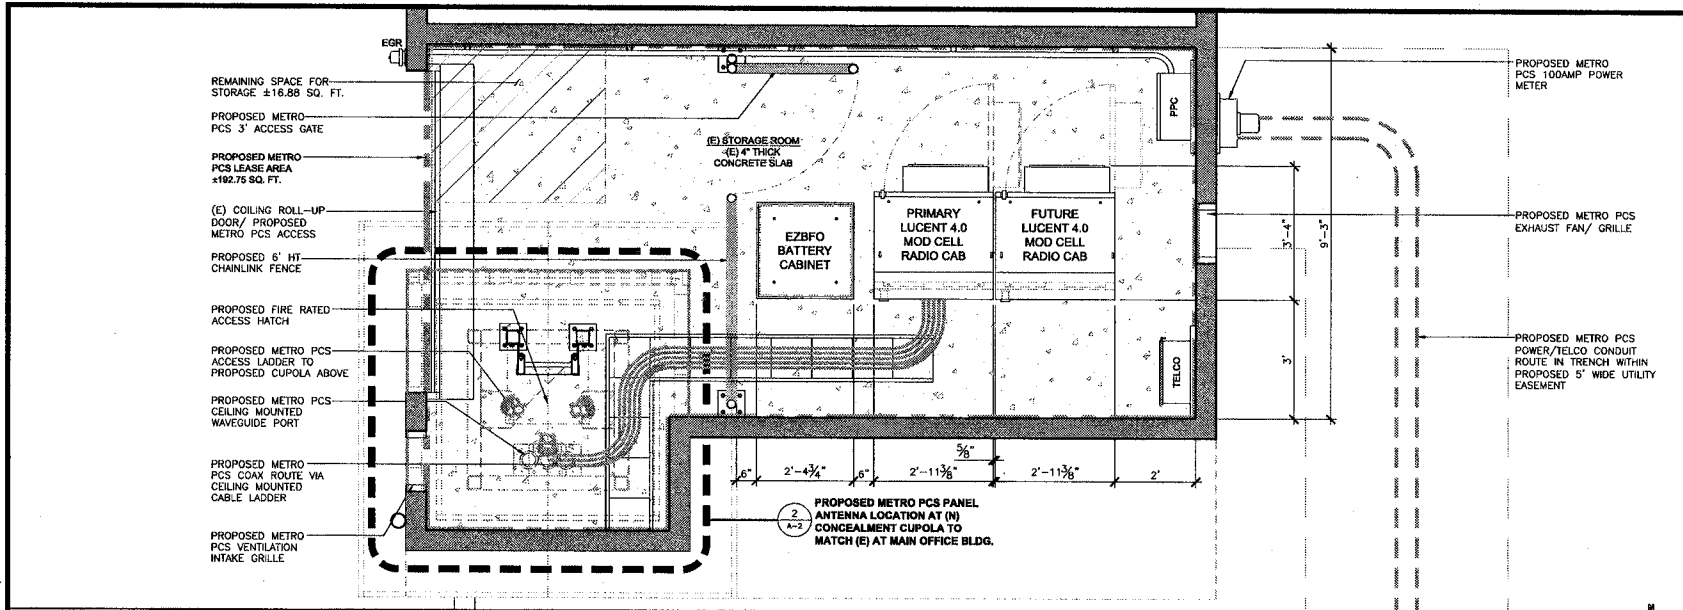 EGR
REMAINING SPACE FOR
STORAGE ±16.88 SQ. FT.
PROPOSED METRO
PCS 3' ACCESS GATE
PROPOSED METRO
PCS LEASE AREA
±192.75 SQ. FT.
(E) COILING ROLL-UP
DOOR/ PROPOSED
METRO PCS ACCESS
PROPOSED 6' HT
CHAINLINK FENCE
PROPOSED FIRE RATED
ACCESS HATCH
PROPOSED METRO PCS
ACCESS LADDER TO
PROPOSED CUPOLA ABOVE
PROPOSED METRO PCS
CEILING MOUNTED
WAVEGUIDE PORT
PROPOSED METRO
PCS COAX ROUTE VIA
CEILING MOUNTED
CABLE LADDER
PROPOSED METRO
PCS VENTILATION
INTAKE GRILLE
(E) STORAGE ROOM
(E) 4" THICK
CONCRETE SLAB
EZBFO
BATTERY
CABINET
PRIMARY
LUCENT 4.0
MOD CELL
RADIO CAB
FUTURE
LUCENT 4.0
MOD CELL
RADIO CAB
PPC
TELCO
3'-4"
9'-3"
3'
5/8"
6"
2'-4 3/4"
6"
2'-11 3/8"
2'-11 3/8"
2'
2
A-2
PROPOSED METRO PCS PANEL
ANTENNA LOCATION AT (N)
CONCEALMENT CUPOLA TO
MATCH (E) AT MAIN OFFICE BLDG.
PROPOSED METRO
PCS 100AMP POWER
METER
PROPOSED METRO PCS
EXHAUST FAN/ GRILLE
PROPOSED METRO PCS
POWER/TELCO CONDUIT
ROUTE IN TRENCH WITHIN
PROPOSED 5' WIDE UTILITY
EASEMENT